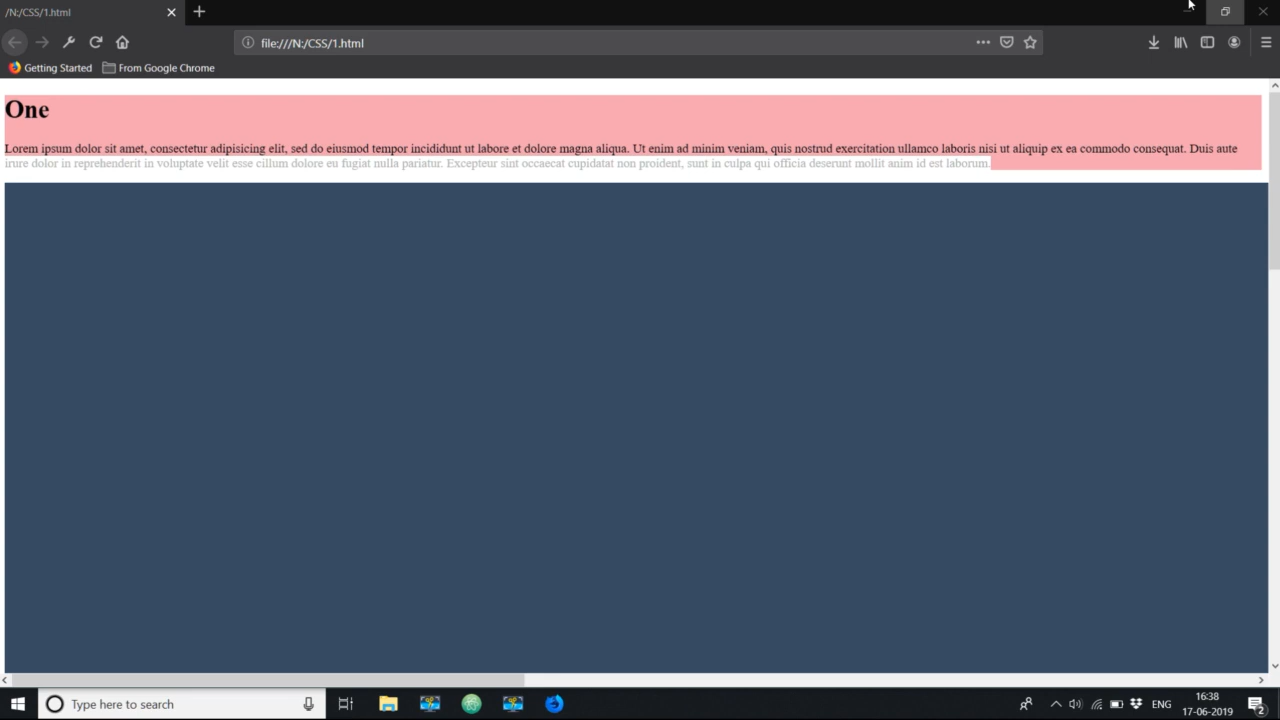 /N:/CSS/1.html
file:///N:/CSS/1.html
Getting Started From Google Chrome
One
Lorem ipsum dolor sit amet, consectetur adipisicing elit, sed do eiusmod tempor incididunt ut labore et dolore magna aliqua. Ut enim ad minim veniam, quis nostrud exercitation ullamco laboris nisi ut aliquip ex ea commodo consequat. Duis aute
irure dolor in reprehenderit in voluptate velit esse cillum dolore eu fugiat nulla pariatur. Excepteur sint occaecat cupidatat non proident, sunt in culpa qui officia deserunt mollit anim id est laborum.
Type here to search
ENG
16:38
17-06-2019
2